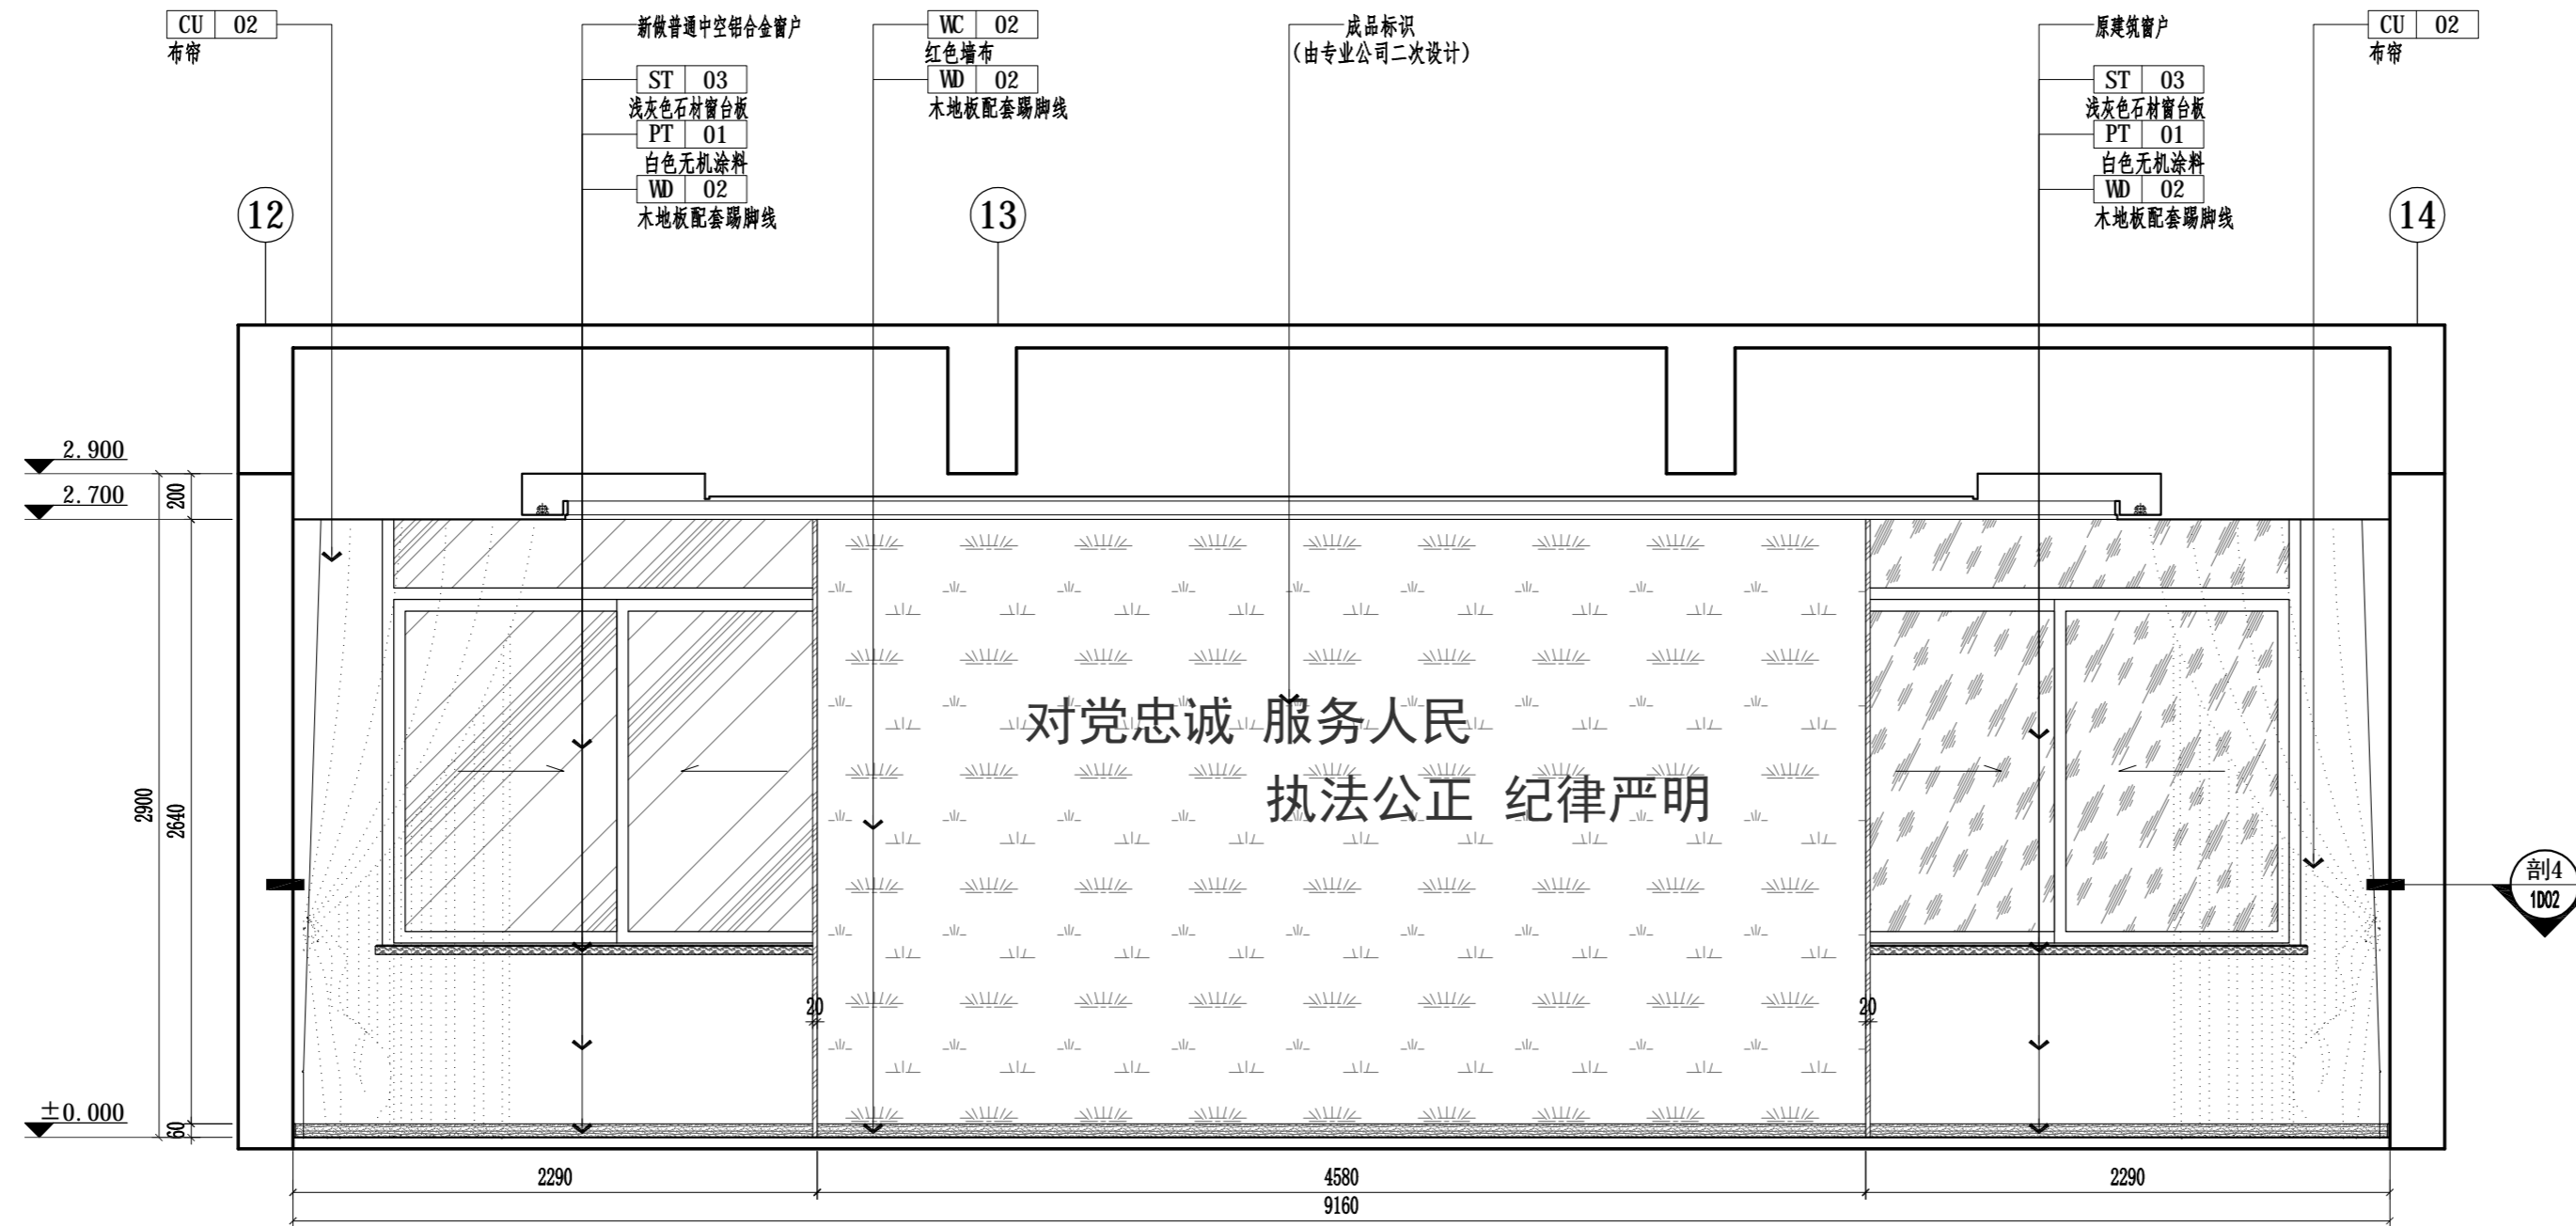 CU 02
布帘
新做普通中空铝合金窗户
ST 03
浅灰色石材窗台板
PT 01
白色无机涂料
WD 02
木地板配套踢脚线
WC 02
红色墙布
WD 02
木地板配套踢脚线
成品标识
(由专业公司二次设计)
原建筑窗户
ST 03
浅灰色石材窗台板
PT 01
白色无机涂料
WD 02
木地板配套踢脚线
CU 02
布帘
12
13
14
2.900
2.700
±0.000
200
2900
2640
60
对党忠诚 服务人民
执法公正 纪律严明
20
20
剖4
1D02
2290
4580
2290
9160